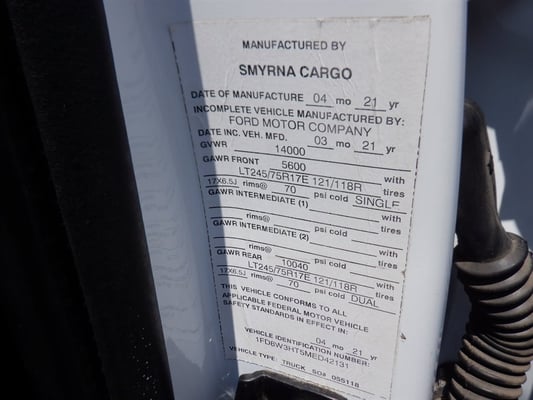 MANUFACTURED BY
SMYRNA CARGO
DATE OF MANUFACTURE 04 mo 21 yr
INCOMPLETE VEHICLE MANUFACTURED BY:
FORD MOTOR COMPANY
DATE INC. VEH. MFD. 03 mo 21 yr
GVWR 14000
GAWR FRONT 5600 with
LT245/75R17E 121/118R tires
17X6.5J rims@ 70 psi cold SINGLE
GAWR INTERMEDIATE (1) with
tires
rims@ psi cold
GAWR INTERMEDIATE (2) with
tires
rims@ psi cold
GAWR REAR 10040 with
LT245/75R17E 121/118R tires
17X6.5J rims@ 70 psi cold DUAL
THIS VEHICLE CONFORMS TO ALL
APPLICABLE FEDERAL MOTOR VEHICLE
SAFETY STANDARDS IN EFFECT IN:
04 mo 21 yr
VEHICLE IDENTIFICATION NUMBER:
1FD8W3HT5MED42131
VEHICLE TYPE: TRUCK SO# 055118